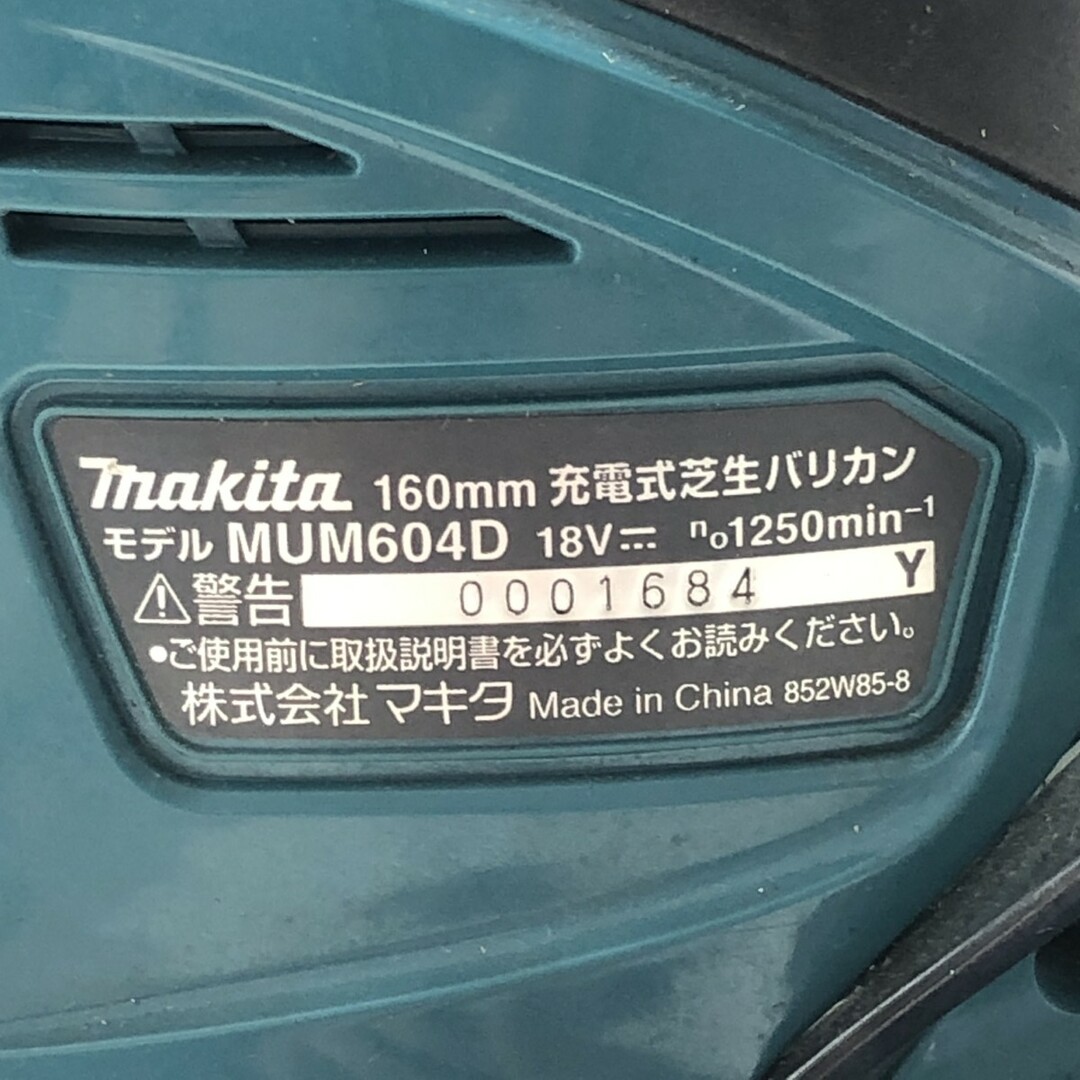 makita 160mm 充電式芝生バリカン
モデル MUM604D 18V n₀1250min⁻¹
警告 0001684 Y
•ご使用前に取扱説明書を必ずよくお読みください。
株式会社 マキタ Made in China 852W85-8